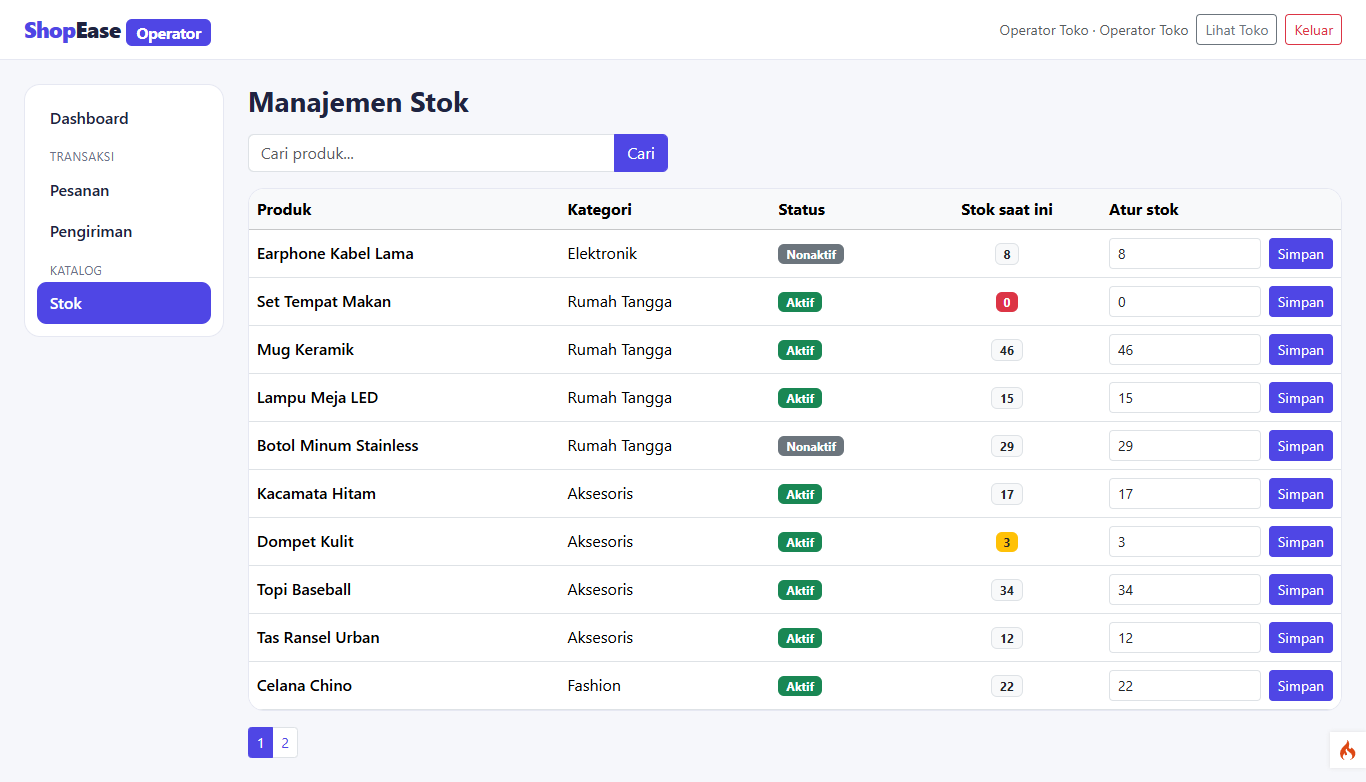 ShopEase Operator
Operator Toko · Operator Toko Lihat Toko Keluar
Dashboard
TRANSAKSI
Pesanan
Pengiriman
KATALOG
Stok
Manajemen Stok
Cari produk... Cari
Produk Kategori Status Stok saat ini Atur stok
Earphone Kabel Lama Elektronik Nonaktif 8 8 Simpan
Set Tempat Makan Rumah Tangga Aktif 0 0 Simpan
Mug Keramik Rumah Tangga Aktif 46 46 Simpan
Lampu Meja LED Rumah Tangga Aktif 15 15 Simpan
Botol Minum Stainless Rumah Tangga Nonaktif 29 29 Simpan
Kacamata Hitam Aksesoris Aktif 17 17 Simpan
Dompet Kulit Aksesoris Aktif 3 3 Simpan
Topi Baseball Aksesoris Aktif 34 34 Simpan
Tas Ransel Urban Aksesoris Aktif 12 12 Simpan
Celana Chino Fashion Aktif 22 22 Simpan
1 2